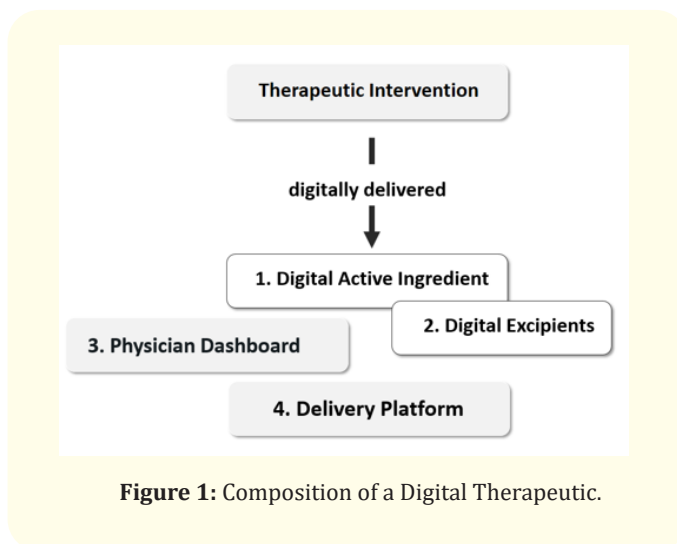 Therapeutic Intervention
digitally delivered
1. Digital Active Ingredient
2. Digital Excipients
3. Physician Dashboard
4. Delivery Platform
Figure 1: Composition of a Digital Therapeutic.